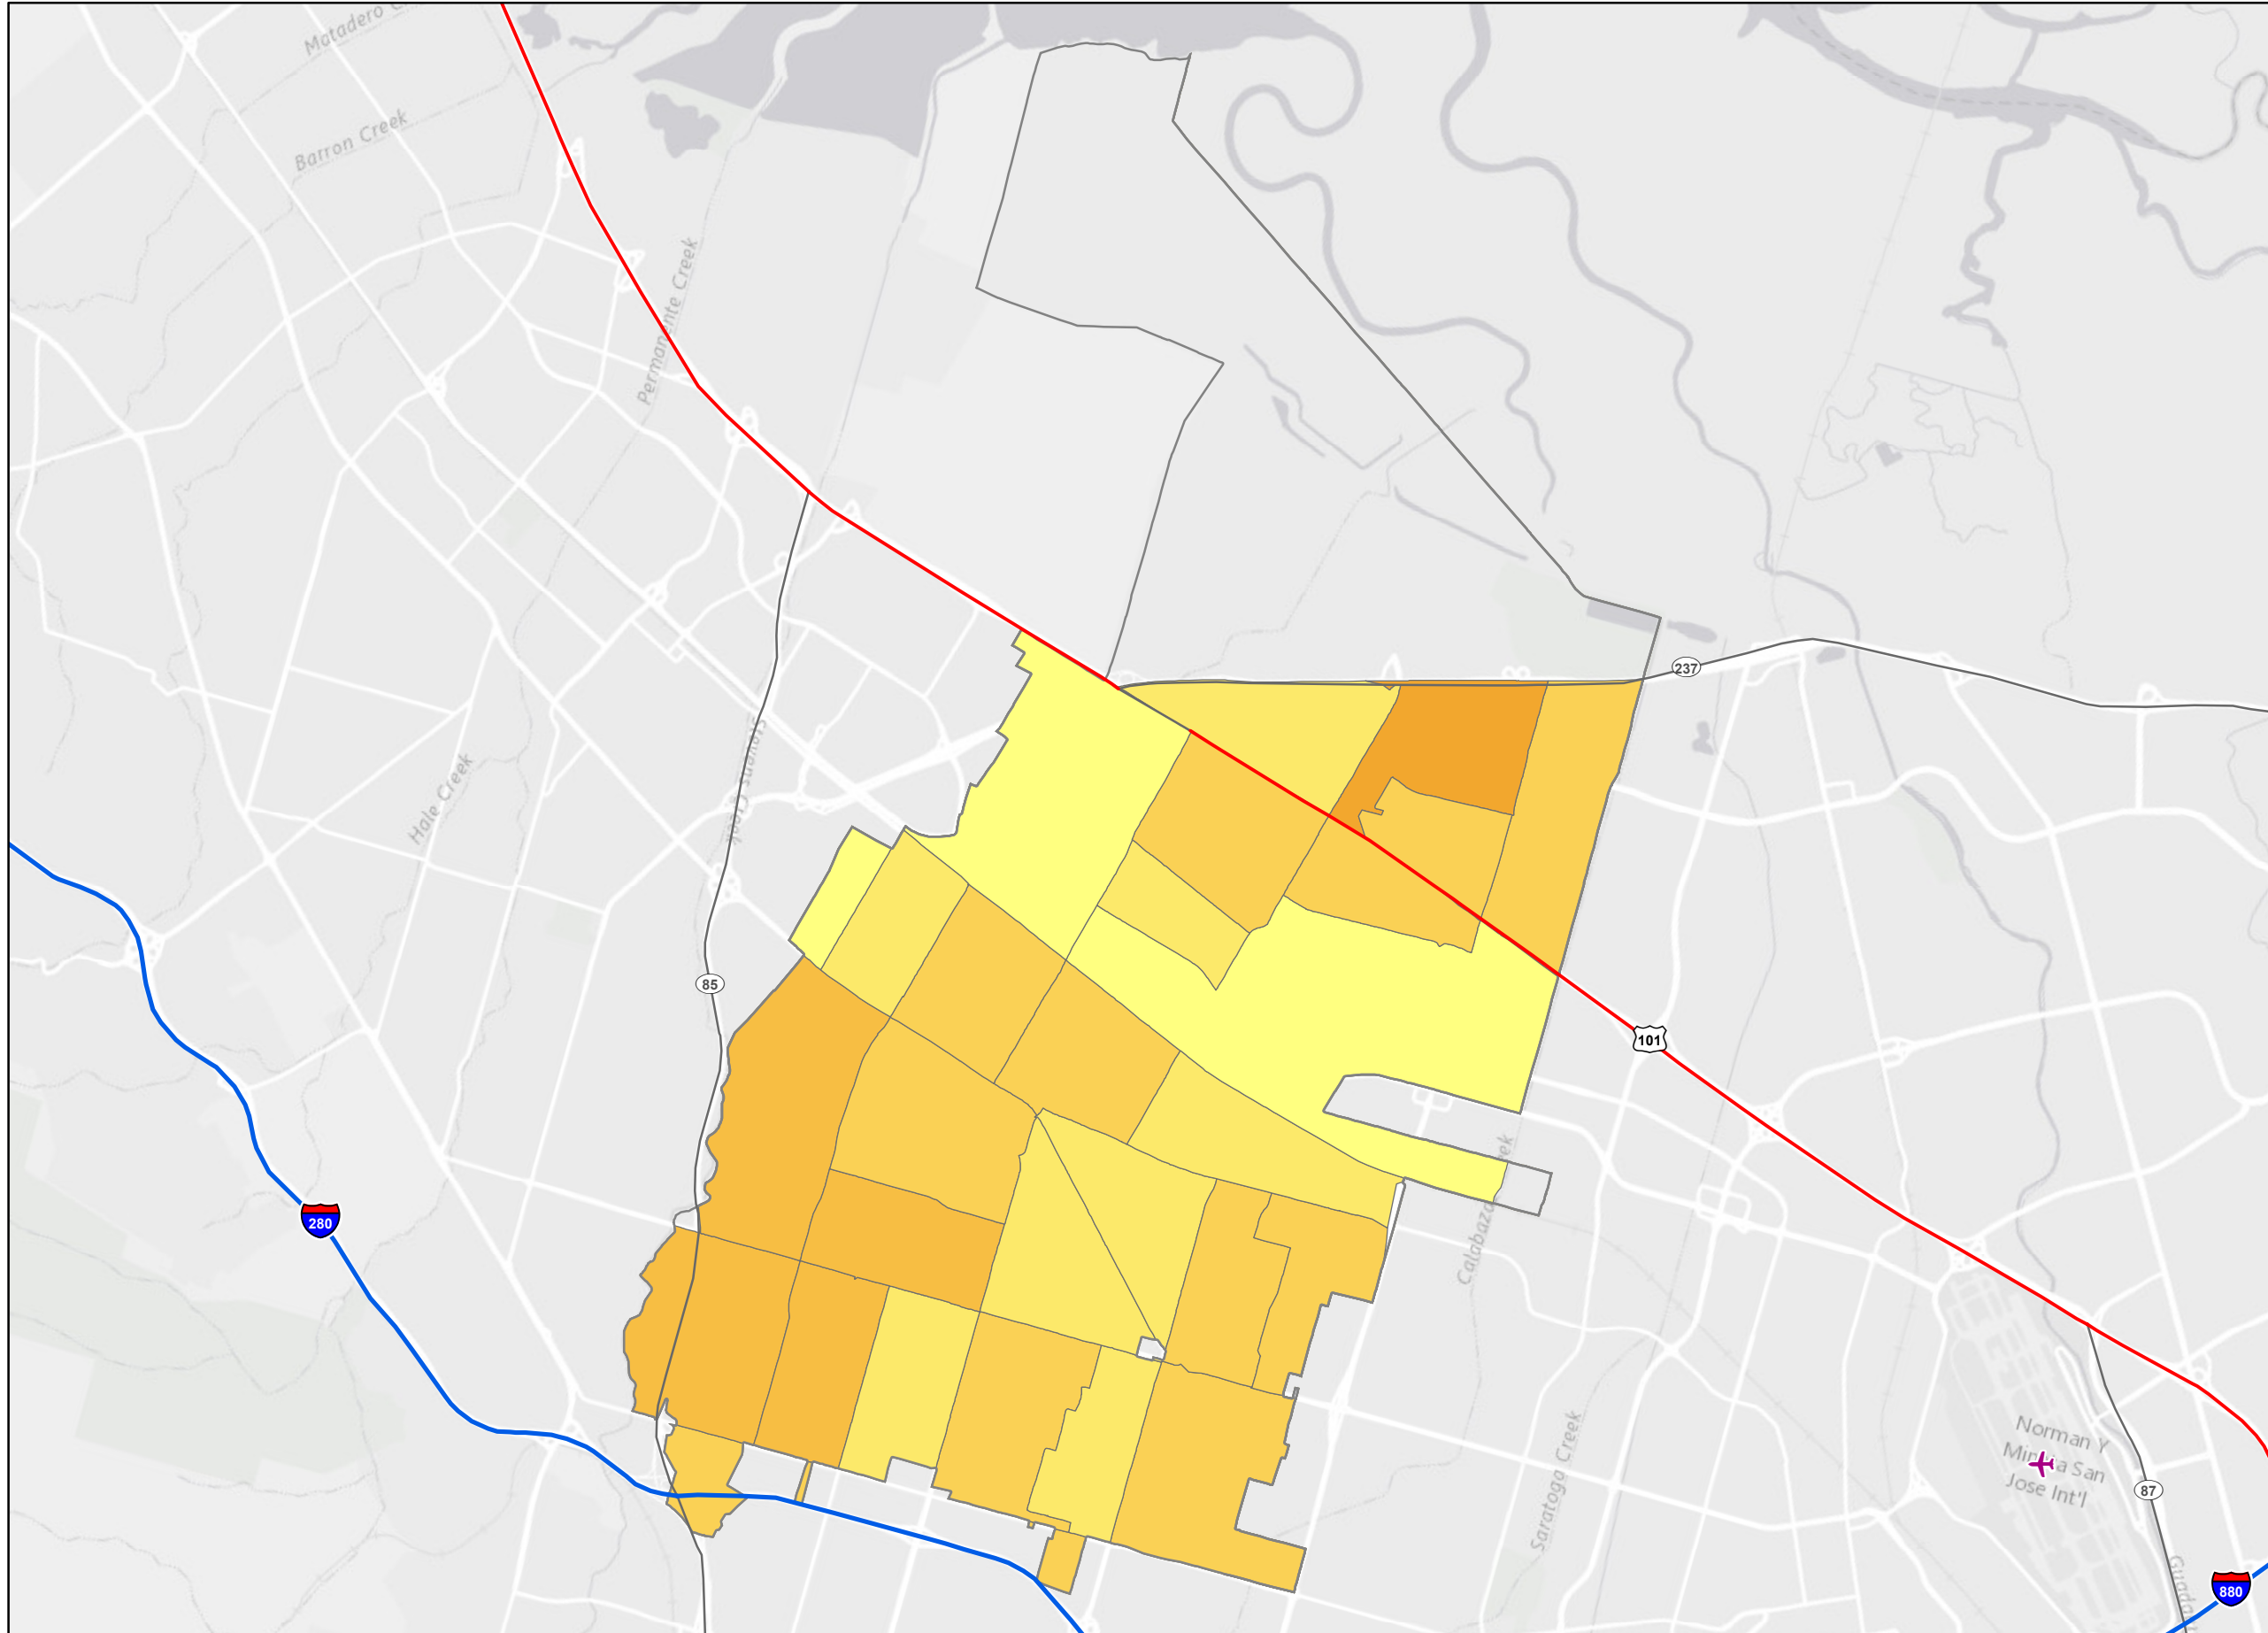 Matadero
Barron Creek
Permanente Creek
237
Hale Creek
Stevens Creek
85
101
280
Calabazas Creek
Saratoga Creek
Norman Y
Mineta San
Jose Int'l
87
880